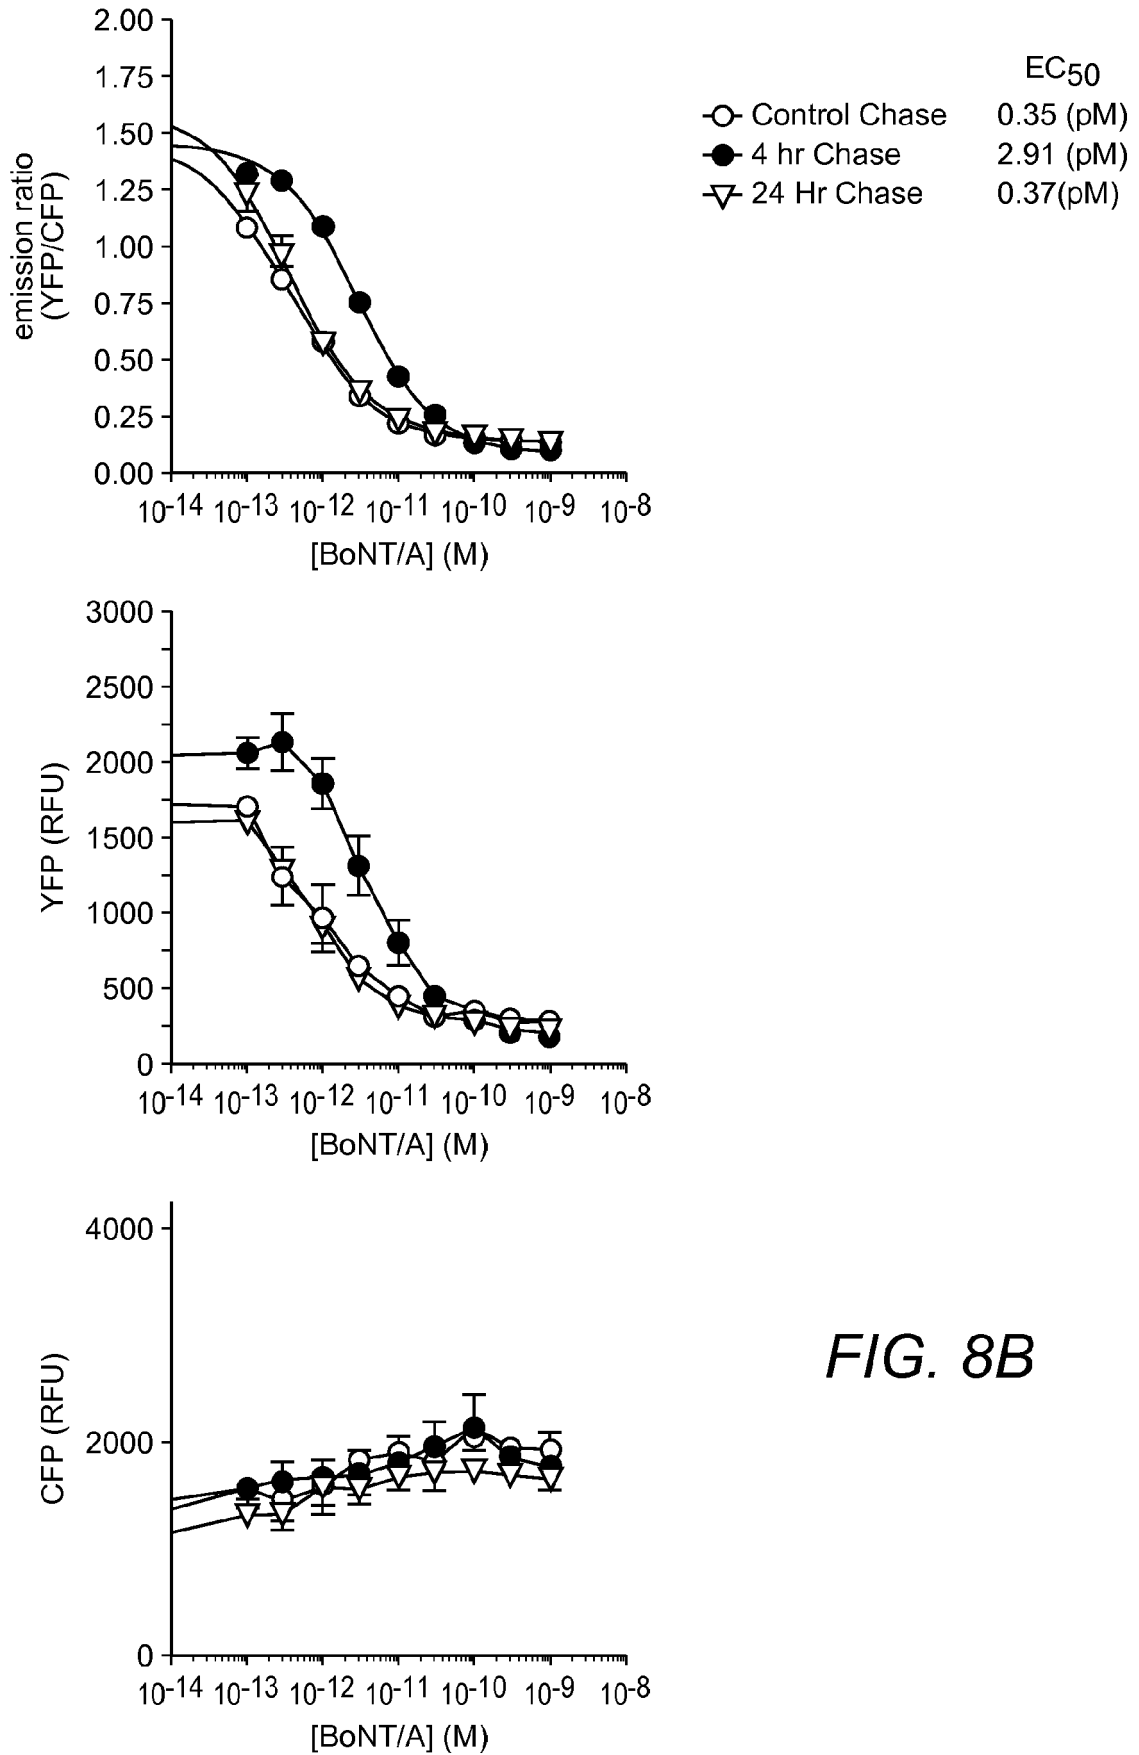 EC50
Control Chase 0.35 (pM)
4 hr Chase 2.91 (pM)
24 Hr Chase 0.37(pM)
emission ratio
(YFP/CFP)
2.00
1.75
1.50
1.25
1.00
0.75
0.50
0.25
0.00
10-14 10-13 10-12 10-11 10-10 10-9 10-8
[BoNT/A] (M)
YFP (RFU)
3000
2500
2000
1500
1000
500
0
10-14 10-13 10-12 10-11 10-10 10-9 10-8
[BoNT/A] (M)
CFP (RFU)
4000
2000
0
10-14 10-13 10-12 10-11 10-10 10-9 10-8
[BoNT/A] (M)
FIG. 8B